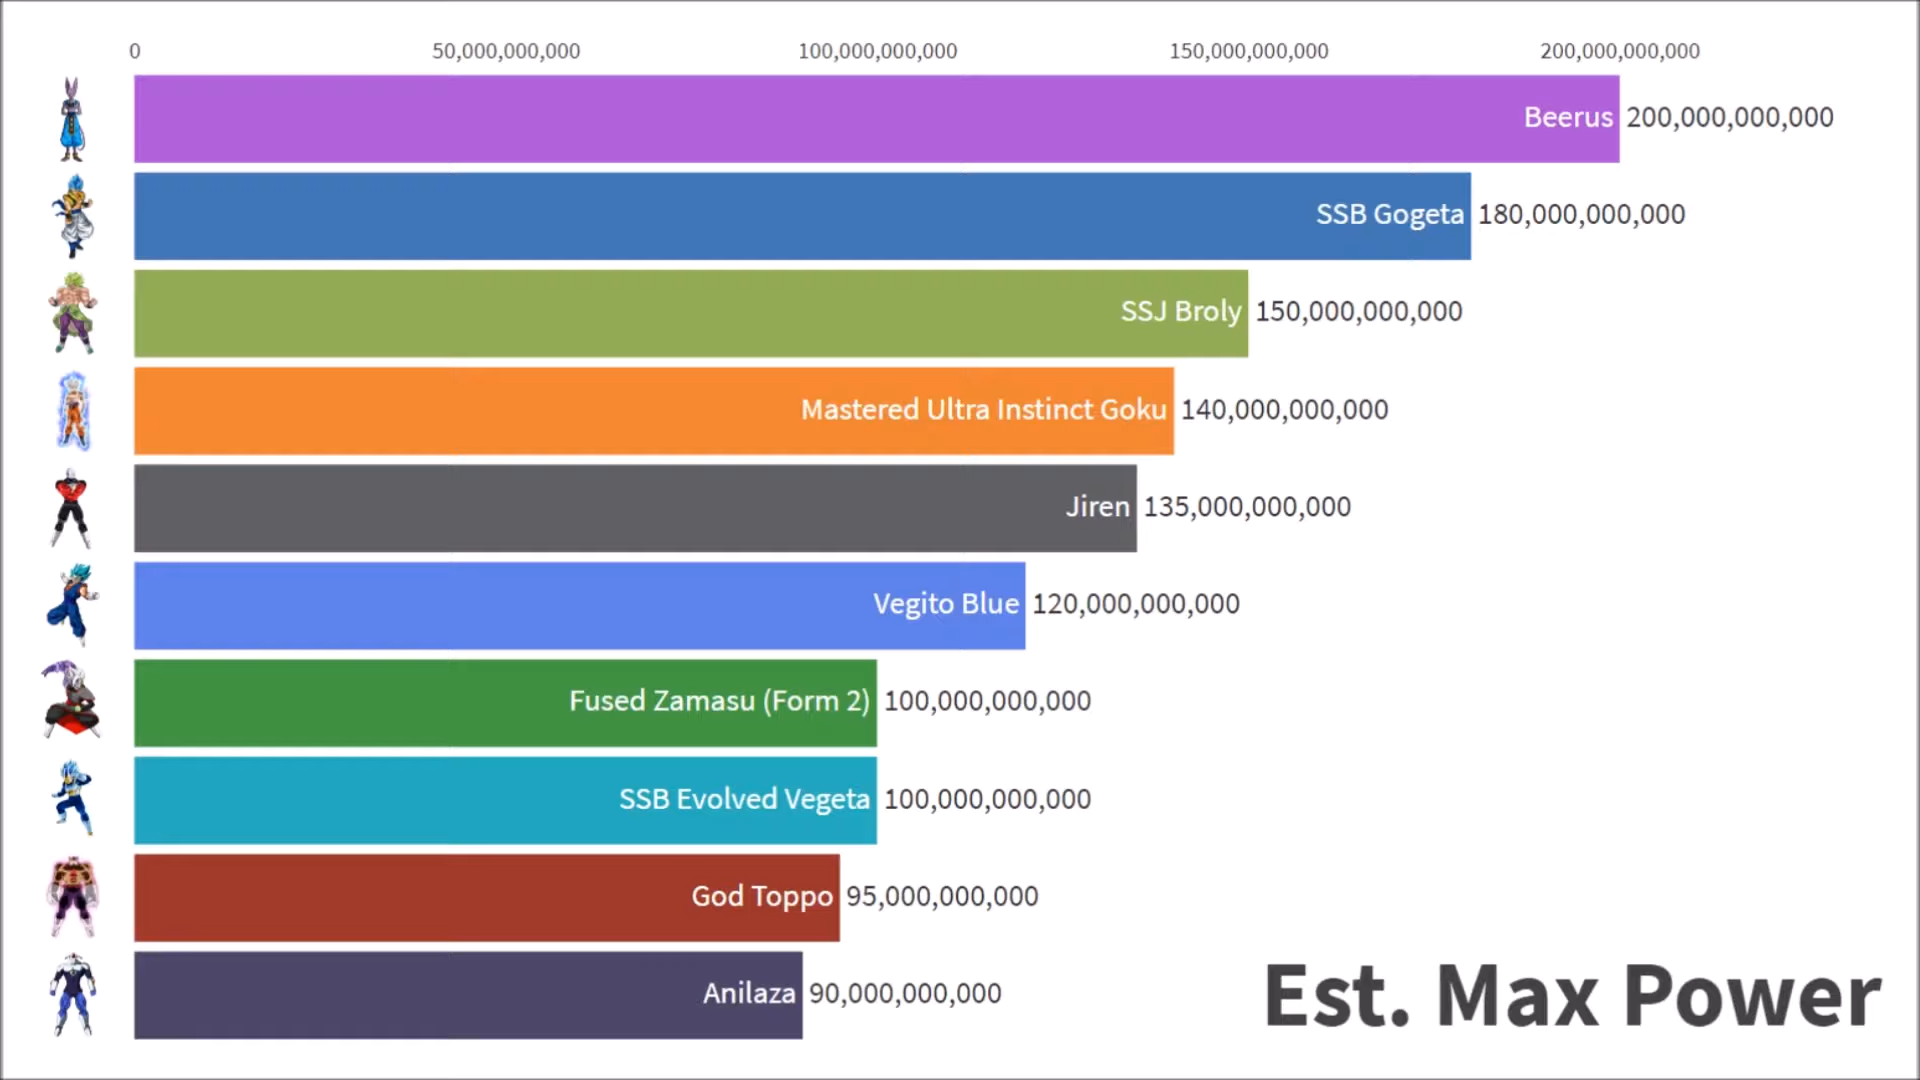 0 50,000,000,000 100,000,000,000 150,000,000,000 200,000,000,000
Beerus 200,000,000,000
SSB Gogeta 180,000,000,000
SSJ Broly 150,000,000,000
Mastered Ultra Instinct Goku 140,000,000,000
Jiren 135,000,000,000
Vegito Blue 120,000,000,000
Fused Zamasu (Form 2) 100,000,000,000
SSB Evolved Vegeta 100,000,000,000
God Toppo 95,000,000,000
Anilaza 90,000,000,000
Est. Max Power